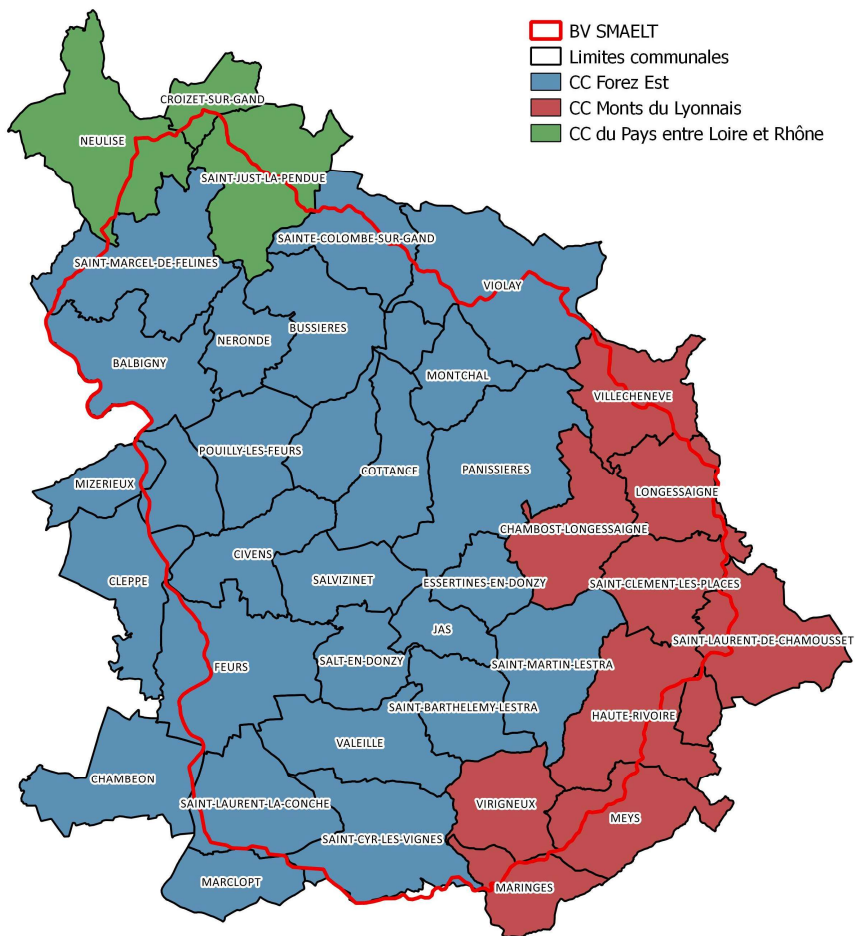 BV SMAELT
Limites communales
CC Forez Est
CC Monts du Lyonnais
CC du Pays entre Loire et Rhône
CROIZET-SUR-GAND
NEULISE
SAINT-JUST-LA-PENDUE
SAINTE-COLOMBE-SUR-GAND
SAINT-MARCEL-DE-FELINES
VIOLAY
BUSSIERES
NERONDE
BALBIGNY
MONTCHAL
VILLECHENEVE
POUILLY-LES-FEURS
COTTANCE
PANISSIERES
MIZERIEUX
LONGESSAIGNE
CHAMBOST-LONGESSAIGNE
CIVENS
CLEPPE
SALVIZINET
ESSERTINES-EN-DONZY
SAINT-CLEMENT-LES-PLACES
JAS
SAINT-LAURENT-DE-CHAMOUSSET
FEURS
SALT-EN-DONZY
SAINT-MARTIN-LESTRA
SAINT-BARTHELEMY-LESTRA
HAUTE-RIVOIRE
VALEILLE
CHAMBEON
SAINT-LAURENT-LA-CONCHE
VIRIGNEUX
MEYS
SAINT-CYR-LES-VIGNES
MARCLOPT
MARINGES